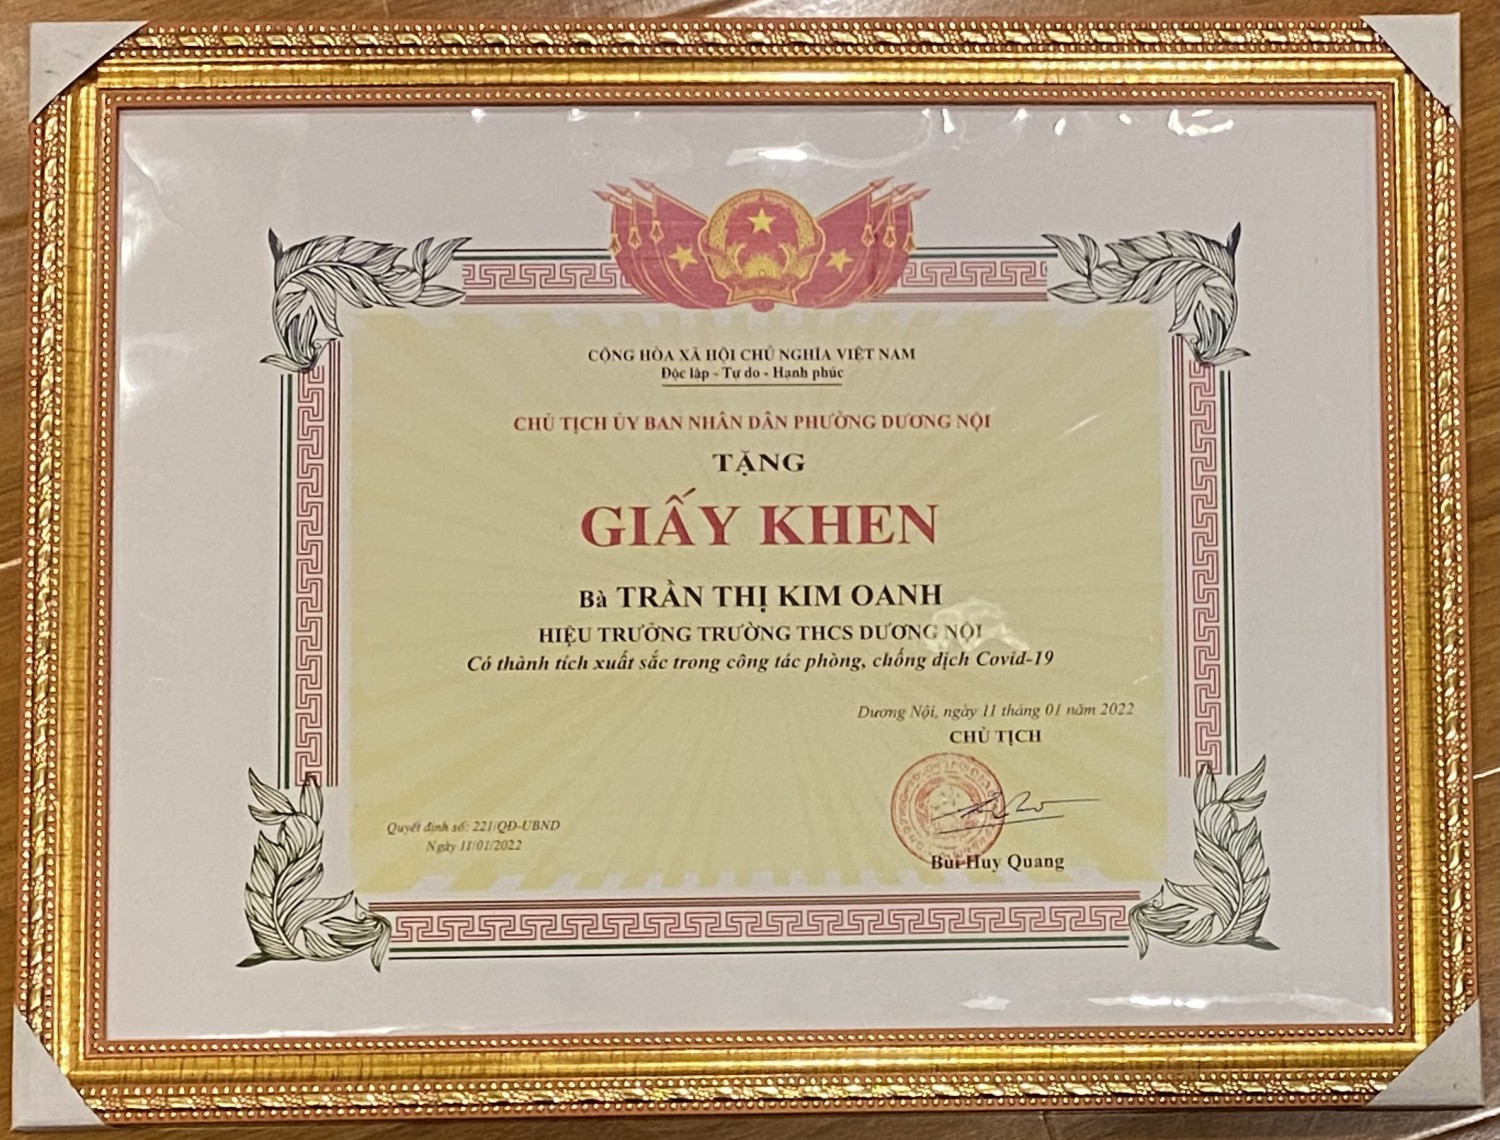 CỘNG HÒA XÃ HỘI CHỦ NGHĨA VIỆT NAM
Độc lập - Tự do - Hạnh phúc
CHỦ TỊCH ỦY BAN NHÂN DÂN PHƯỜNG DƯƠNG NỘI
TẶNG
GIẤY KHEN
Bà TRẦN THỊ KIM OANH
HIỆU TRƯỞNG TRƯỜNG THCS DƯƠNG NỘI
Có thành tích xuất sắc trong công tác phòng, chống dịch Covid-19
Dương Nội, ngày 11 tháng 01 năm 2022
CHỦ TỊCH
Quyết định số: 221/QĐ-UBND
Ngày 11/01/2022
Bùi Huy Quang